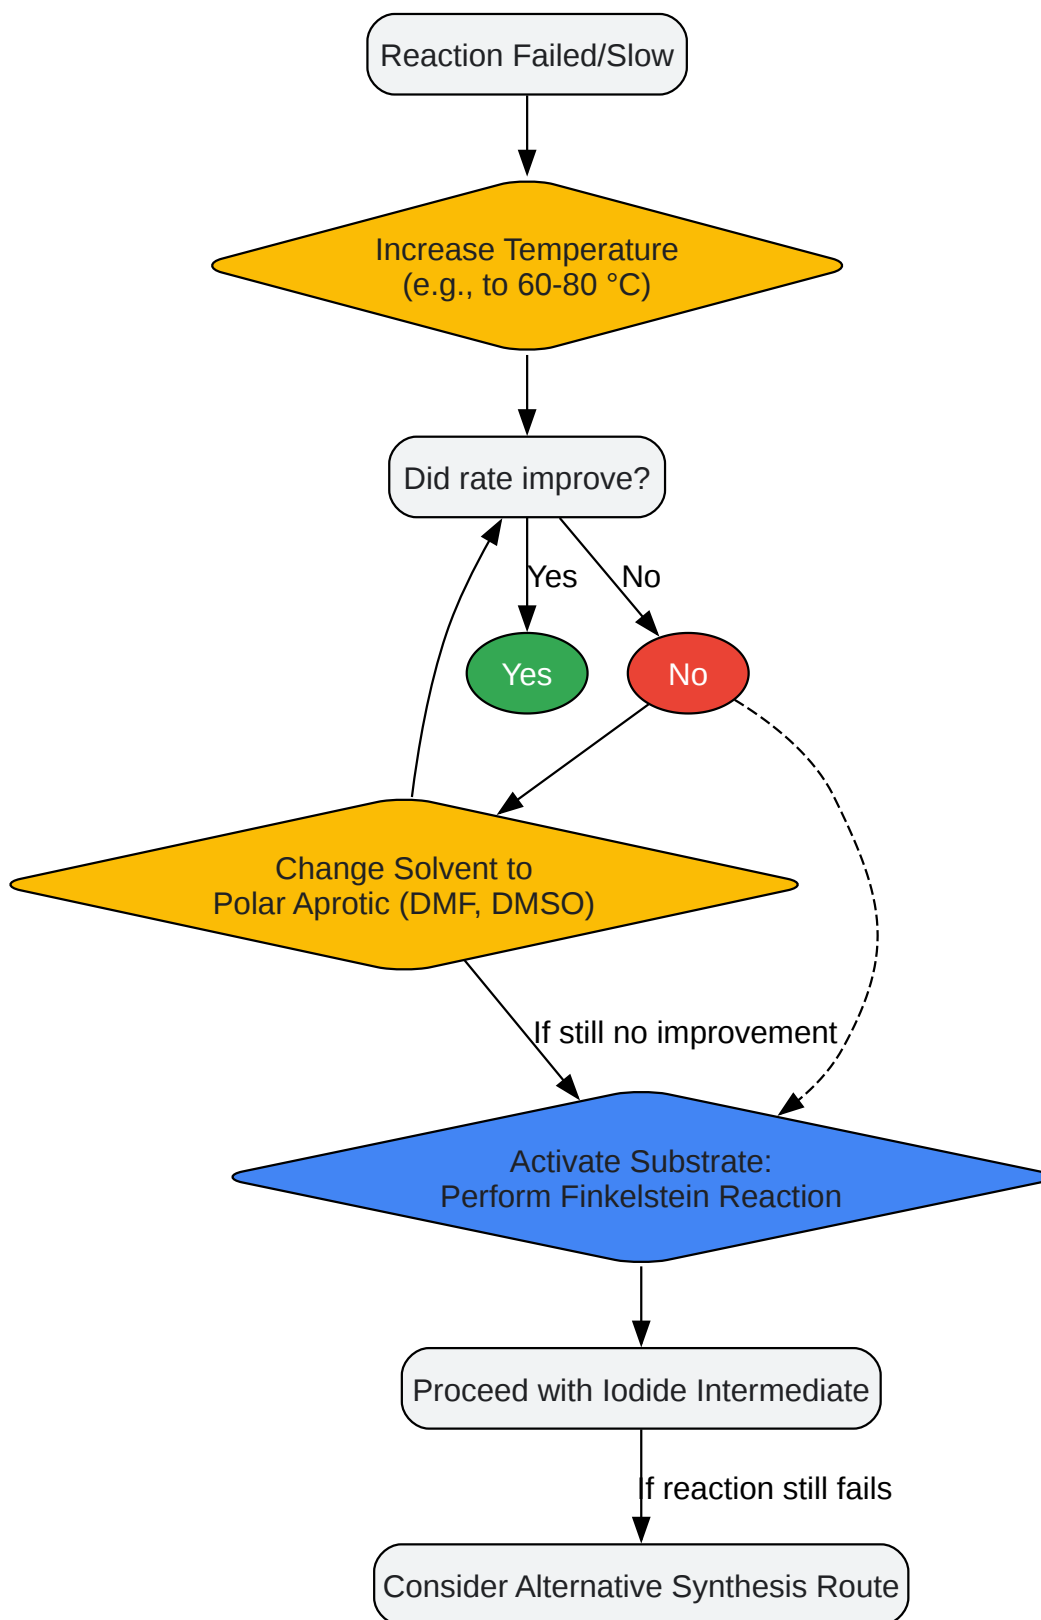 Reaction Failed/Slow
Increase Temperature
(e.g., to 60-80 °C)
Did rate improve?
Yes
No
Yes
No
Change Solvent to
Polar Aprotic (DMF, DMSO)
If still no improvement
Activate Substrate:
Perform Finkelstein Reaction
Proceed with Iodide Intermediate
If reaction still fails
Consider Alternative Synthesis Route